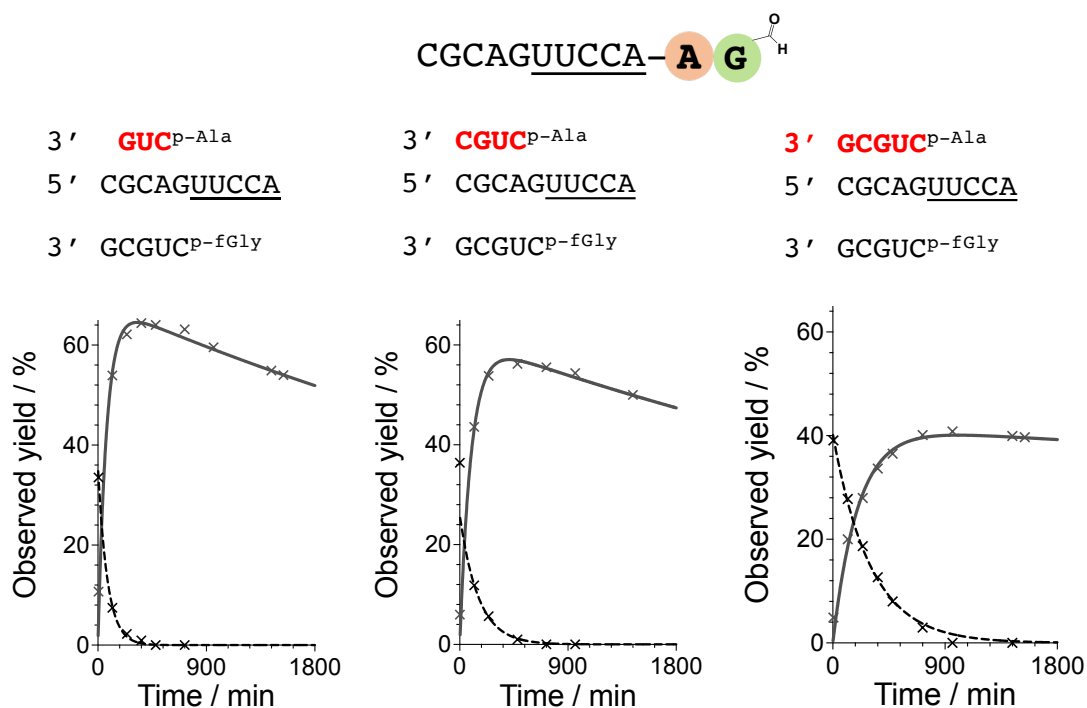 O
H
CGCAGUUCCA A G
3′ GUCp-Ala
5′ CGCAGUUCCA
3′ GCGUCp-fGly
3′ CGUCp-Ala
5′ CGCAGUUCCA
3′ GCGUCp-fGly
3′ GCGUCp-Ala
5′ CGCAGUUCCA
3′ GCGUCp-fGly
Observed yield / %
60
40
20
0
0 900 1800
Time / min
Observed yield / %
60
40
20
0
0 900 1800
Time / min
Observed yield / %
60
40
20
0
0 900 1800
Time / min